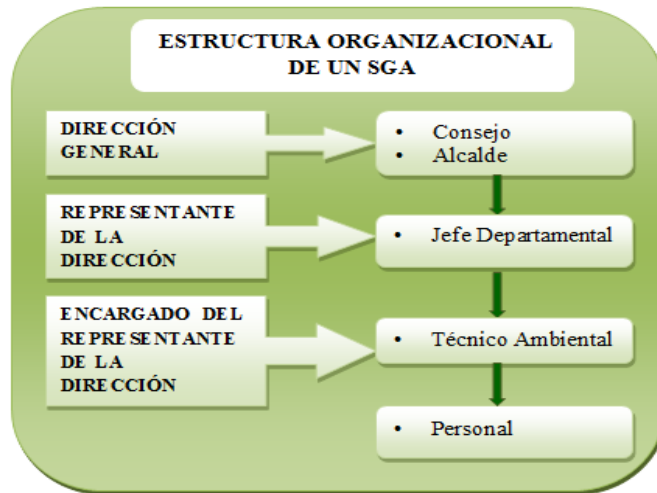 ESTRUCTURA ORGANIZACIONAL
DE UN SGA
DIRECCIÓN
GENERAL
• Consejo
• Alcalde
REPRESENTANTE
DE LA
DIRECCIÓN
• Jefe Departamental
ENCARGADO DEL
REPRESENTANTE
DE LA
DIRECCIÓN
• Técnico Ambiental
• Personal